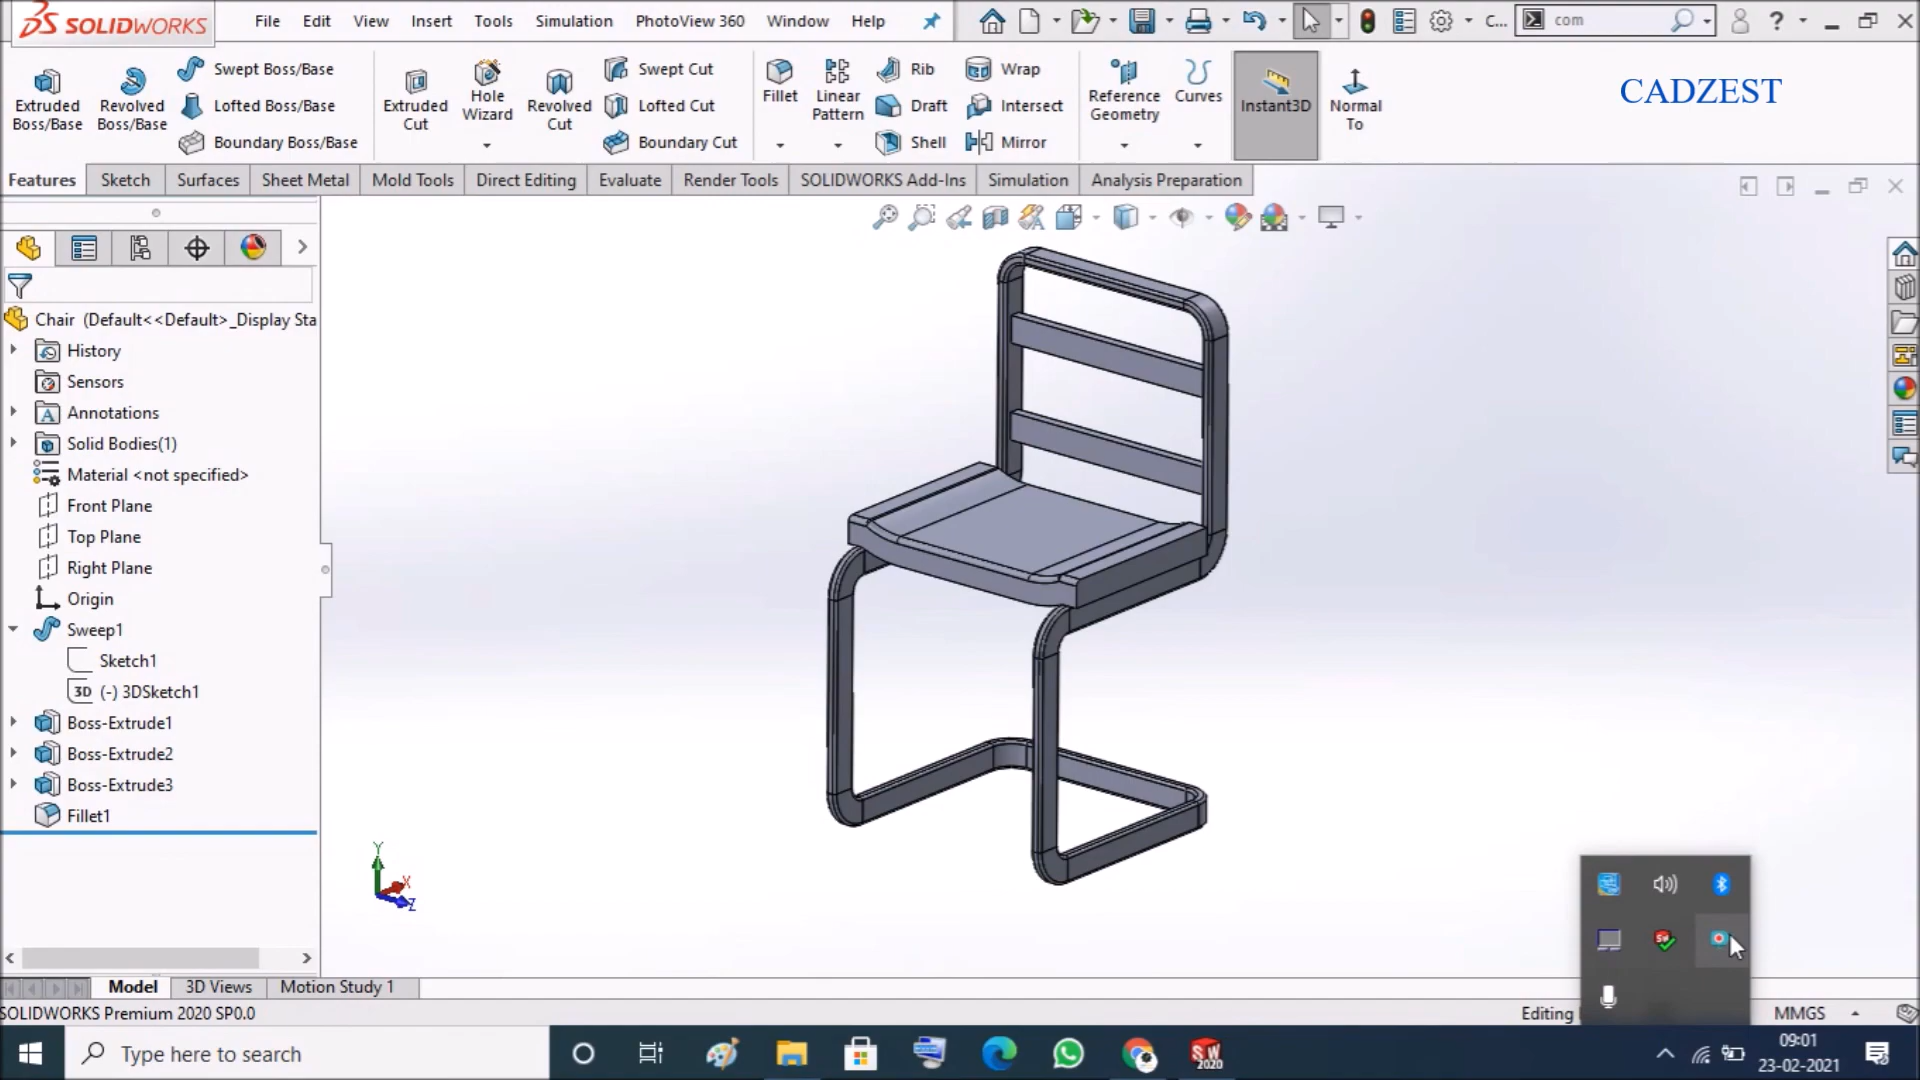 SOLIDWORKS File Edit View Insert Tools Simulation PhotoView 360 Window Help C... com ?
Extruded Boss/Base
Revolved Boss/Base
Swept Boss/Base
Lofted Boss/Base
Boundary Boss/Base
Extruded Cut
Hole Wizard
Revolved Cut
Swept Cut
Lofted Cut
Boundary Cut
Fillet
Linear Pattern
Rib
Draft
Shell
Wrap
Intersect
Mirror
Reference Geometry
Curves
Instant3D
Normal To
CADZEST
Features Sketch Surfaces Sheet Metal Mold Tools Direct Editing Evaluate Render Tools SOLIDWORKS Add-Ins Simulation Analysis Preparation
Chair (Default<<Default>_Display Sta
History
Sensors
Annotations
Solid Bodies(1)
Material <not specified>
Front Plane
Top Plane
Right Plane
Origin
Sweep1
Sketch1
3D (-) 3DSketch1
Boss-Extrude1
Boss-Extrude2
Boss-Extrude3
Fillet1
Y
X
Z
Model 3D Views Motion Study 1
SOLIDWORKS Premium 2020 SP0.0
Editing
MMGS
Type here to search
SW
2020
09:01
23-02-2021